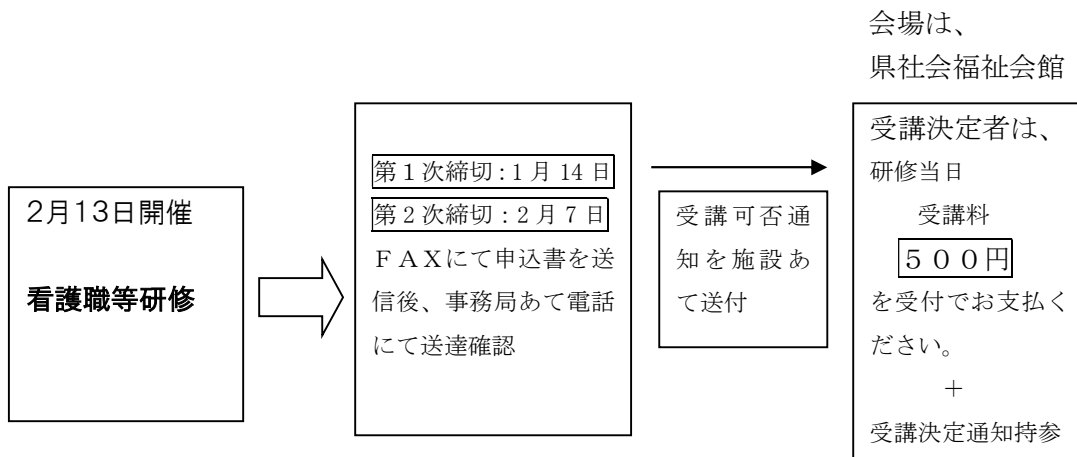 会場は、
県社会福祉会館
2月13日開催
看護職等研修
第１次締切：1月14日
第２次締切：2月7日
ＦＡＸにて申込書を送
信後、事務局あて電話
にて送達確認
受講可否通
知を施設あ
て送付
受講決定者は、
研修当日
受講料
５００円
を受付でお支払く
ださい。
＋
受講決定通知持参